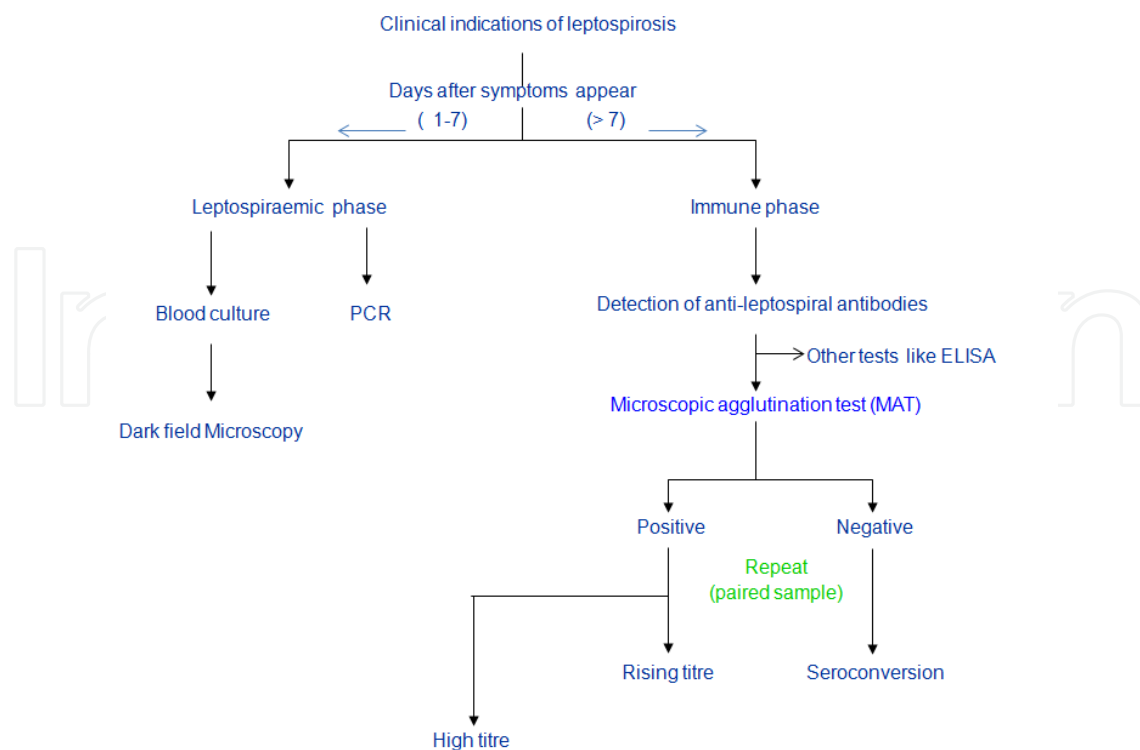 Clinical indications of leptospirosis
Days after symptoms appear
( 1-7)
(> 7)
Leptospiraemic phase
Immune phase
Blood culture
PCR
Detection of anti-leptospiral antibodies
Other tests like ELISA
Dark field Microscopy
Microscopic agglutination test (MAT)
Positive
Negative
Repeat
(paired sample)
Rising titre
Seroconversion
High titre